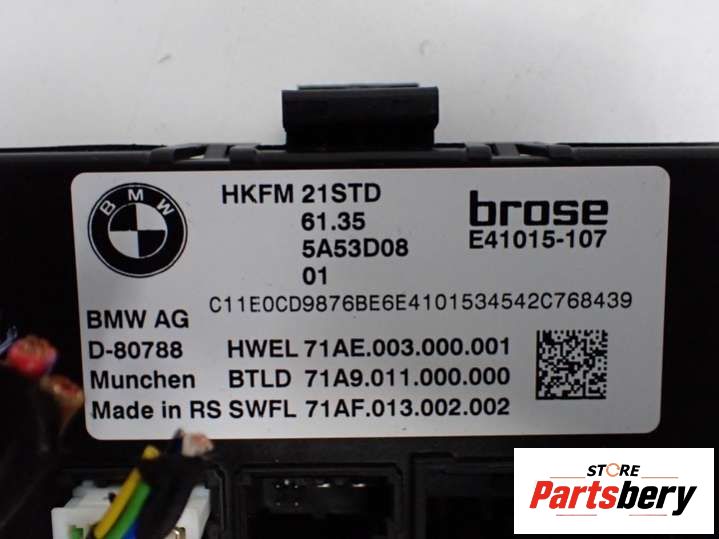 BMW
HKFM 21STD
61.35
5A53D08
01
brose
E41015-107
C11E0CD9876BE6E4101534542C768439
BMW AG
D-80788 HWEL 71AE.003.000.001
Munchen BTLD 71A9.011.000.000
Made in RS SWFL 71AF.013.002.002
STORE
Partsbery